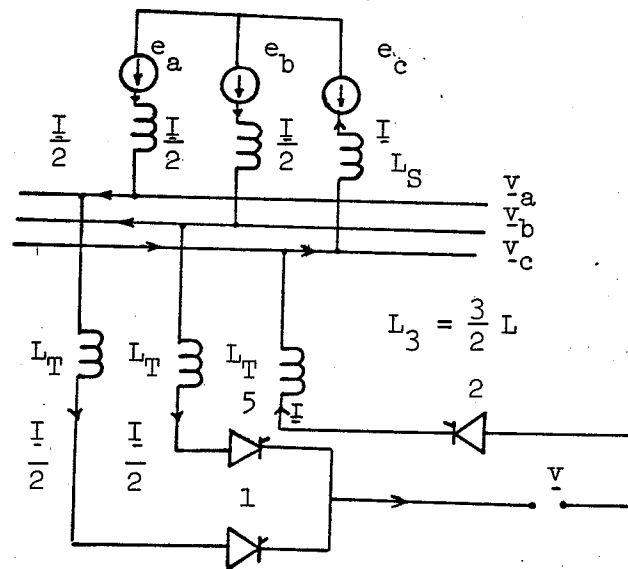 e_a
e_b
e_c
I/2
I/2
I/2
I
L_S
v_a
v_b
v_c
L_3 = 3/2 L
L_T
L_T
L_T
5
I
2
I/2
I/2
1
v